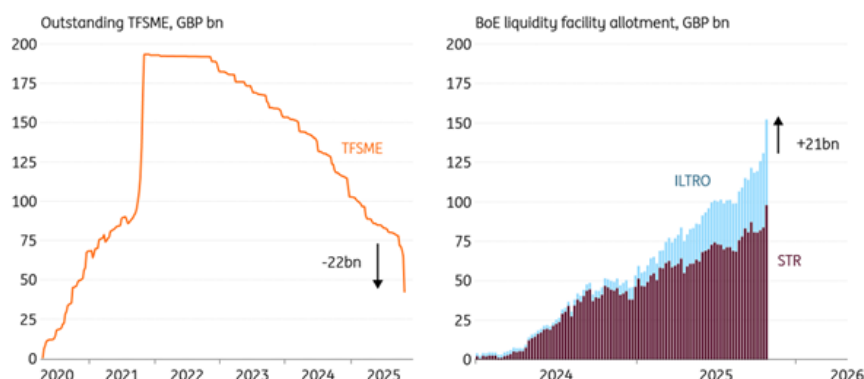 Outstanding TFSME, GBP bn
200
175
150
125
100
75
50
25
0
TFSME
-22bn
2020 2021 2022 2023 2024 2025
BoE liquidity facility allotment, GBP bn
200
175
150
125
100
75
50
25
0
ILTRO
+21bn
STR
2024 2025 2026